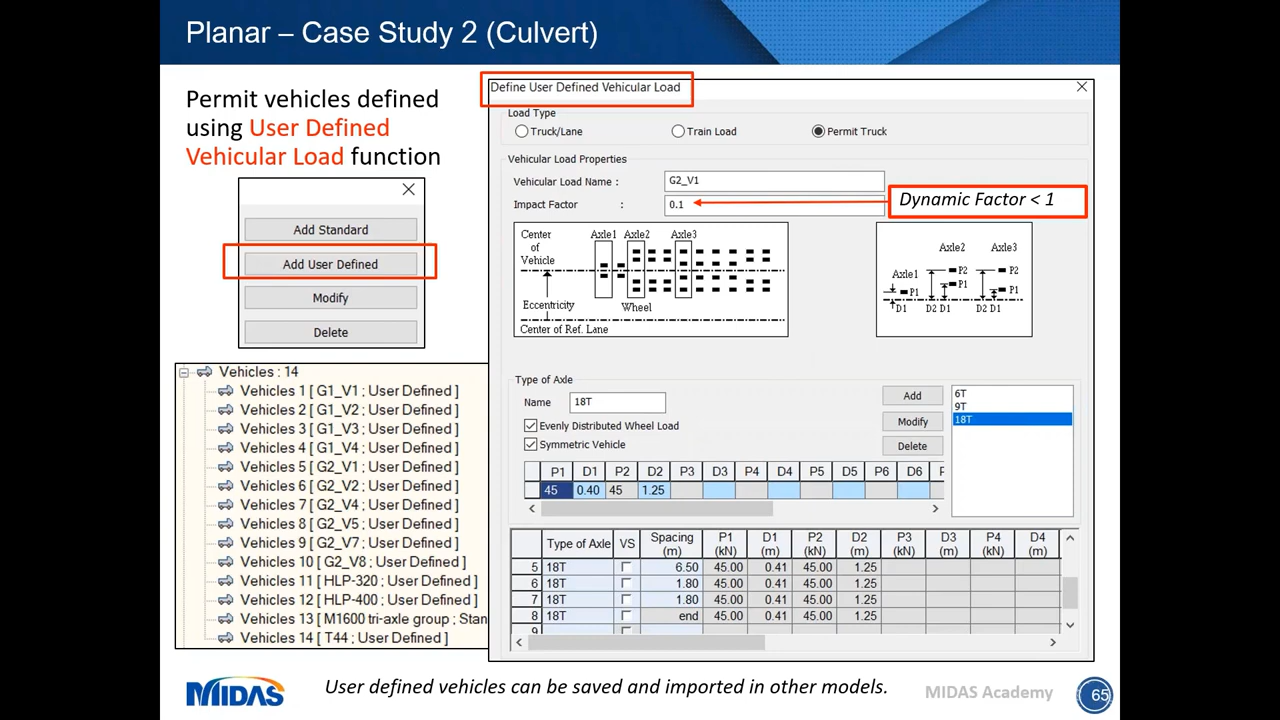 Planar – Case Study 2 (Culvert)
Permit vehicles defined
using User Defined
Vehicular Load function
Add Standard
Add User Defined
Modify
Delete
Vehicles : 14
Vehicles 1 [ G1_V1 ; User Defined ]
Vehicles 2 [ G1_V2 ; User Defined ]
Vehicles 3 [ G1_V3 ; User Defined ]
Vehicles 4 [ G1_V4 ; User Defined ]
Vehicles 5 [ G2_V1 ; User Defined ]
Vehicles 6 [ G2_V2 ; User Defined ]
Vehicles 7 [ G2_V4 ; User Defined ]
Vehicles 8 [ G2_V5 ; User Defined ]
Vehicles 9 [ G2_V7 ; User Defined ]
Vehicles 10 [ G2_V8 ; User Defined ]
Vehicles 11 [ HLP-320 ; User Defined ]
Vehicles 12 [ HLP-400 ; User Defined ]
Vehicles 13 [ M1600 tri-axle group ; Stan
Vehicles 14 [ T44 ; User Defined ]
Define User Defined Vehicular Load
Load Type
Truck/Lane Train Load Permit Truck
Vehicular Load Properties
Vehicular Load Name : G2_V1
Impact Factor : 0.1
Dynamic Factor < 1
Center of Vehicle
Axle1 Axle2 Axle3
Eccentricity
Wheel
Center of Ref. Lane
Axle1 Axle2 Axle3
P1 P2 P1 P2 P1
D1 D2 D1 D2 D1
Type of Axle
Name 18T
Evenly Distributed Wheel Load
Symmetric Vehicle
Add
Modify
Delete
6T
9T
18T
P1 D1 P2 D2 P3 D3 P4 D4 P5 D5 P6 D6 P
45 0.40 45 1.25
Type of Axle VS Spacing (m) P1 (kN) D1 (m) P2 (kN) D2 (m) P3 (kN) D3 (m) P4 (kN) D4 (m)
5 18T 6.50 45.00 0.41 45.00 1.25
6 18T 1.80 45.00 0.41 45.00 1.25
7 18T 1.80 45.00 0.41 45.00 1.25
8 18T end 45.00 0.41 45.00 1.25
9
User defined vehicles can be saved and imported in other models.
MIDAS
MIDAS Academy
65